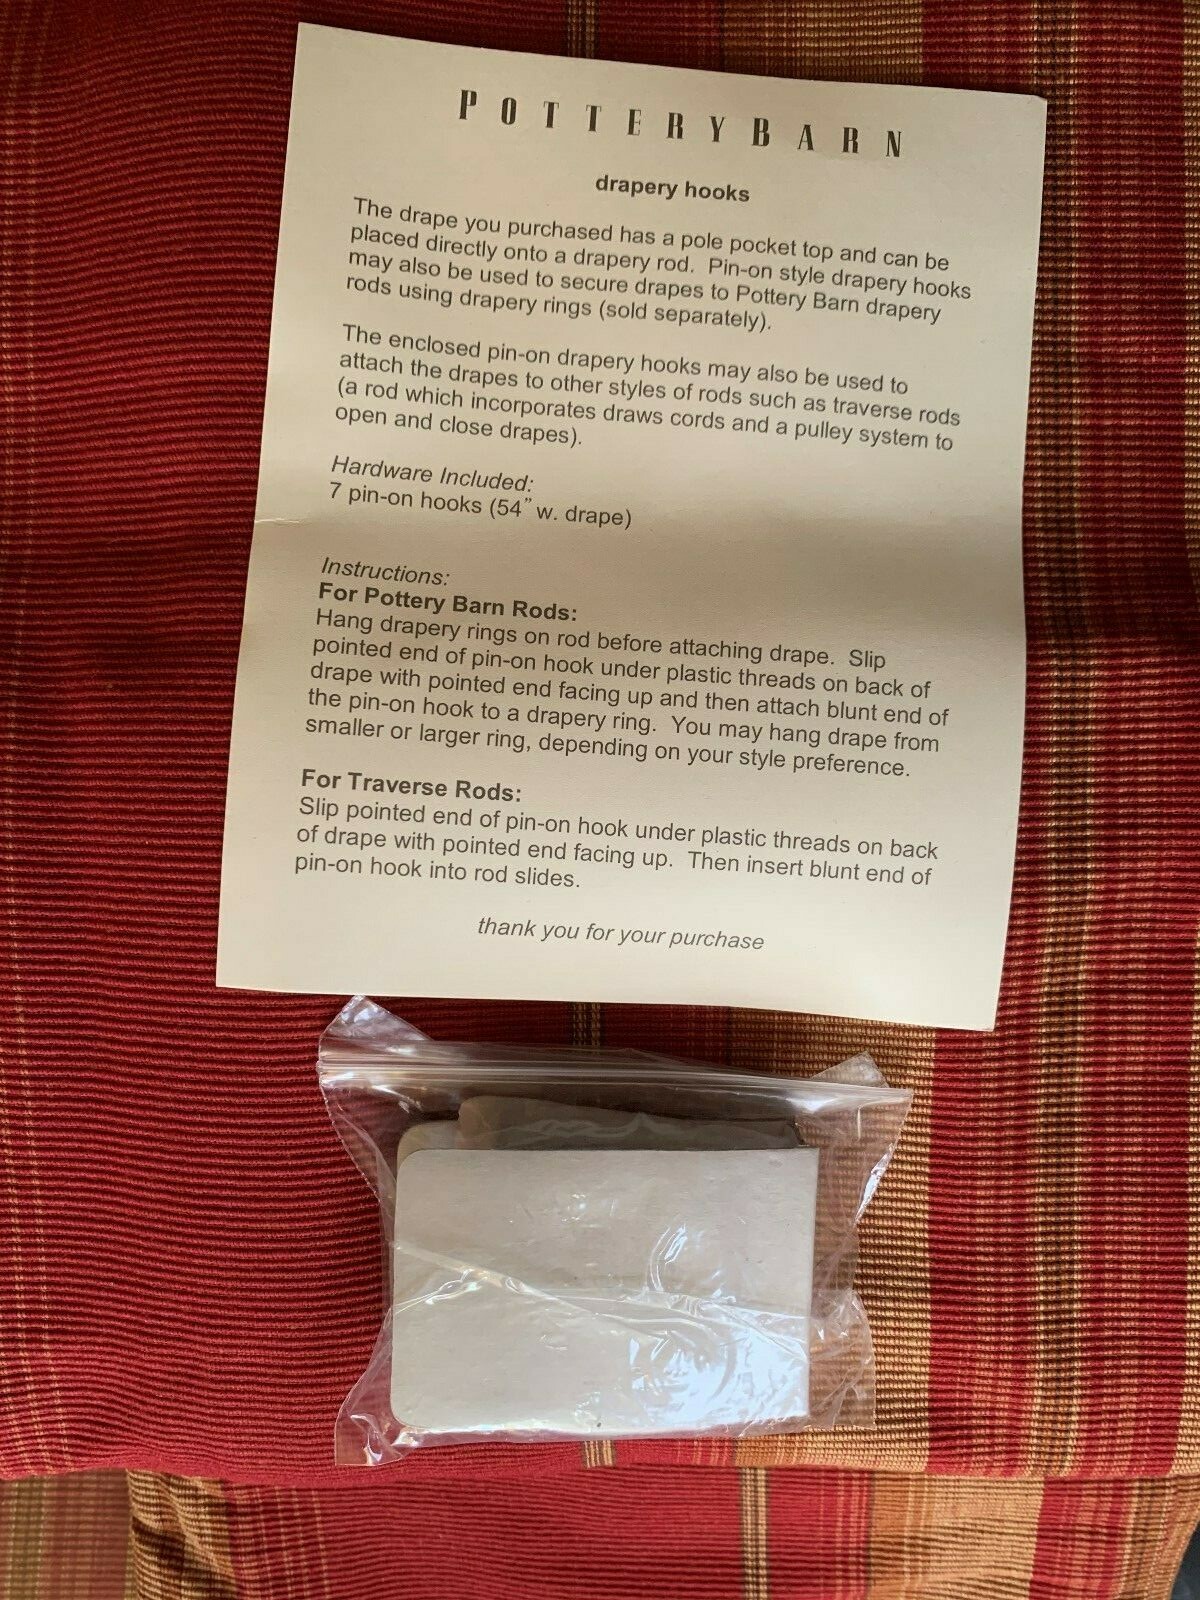 POTTERYBARN
drapery hooks
The drape you purchased has a pole pocket top and can be
placed directly onto a drapery rod. Pin-on style drapery hooks
may also be used to secure drapes to Pottery Barn drapery
rods using drapery rings (sold separately).
The enclosed pin-on drapery hooks may also be used to
attach the drapes to other styles of rods such as traverse rods
(a rod which incorporates draws cords and a pulley system to
open and close drapes).
Hardware Included:
7 pin-on hooks (54" w. drape)
Instructions:
For Pottery Barn Rods:
Hang drapery rings on rod before attaching drape. Slip
pointed end of pin-on hook under plastic threads on back of
drape with pointed end facing up and then attach blunt end of
the pin-on hook to a drapery ring. You may hang drape from
smaller or larger ring, depending on your style preference.
For Traverse Rods:
Slip pointed end of pin-on hook under plastic threads on back
of drape with pointed end facing up. Then insert blunt end of
pin-on hook into rod slides.
thank you for your purchase